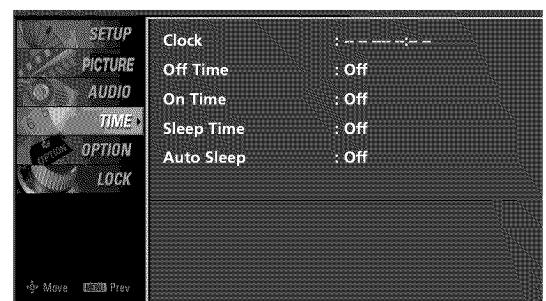 SETUP
PICTURE
AUDIO
TIME
OPTION
LOCK
Clock : -- -- -- -- --:-- --
Off Time : Off
On Time : Off
Sleep Time : Off
Auto Sleep : Off
OPTION
Move MENU Prev